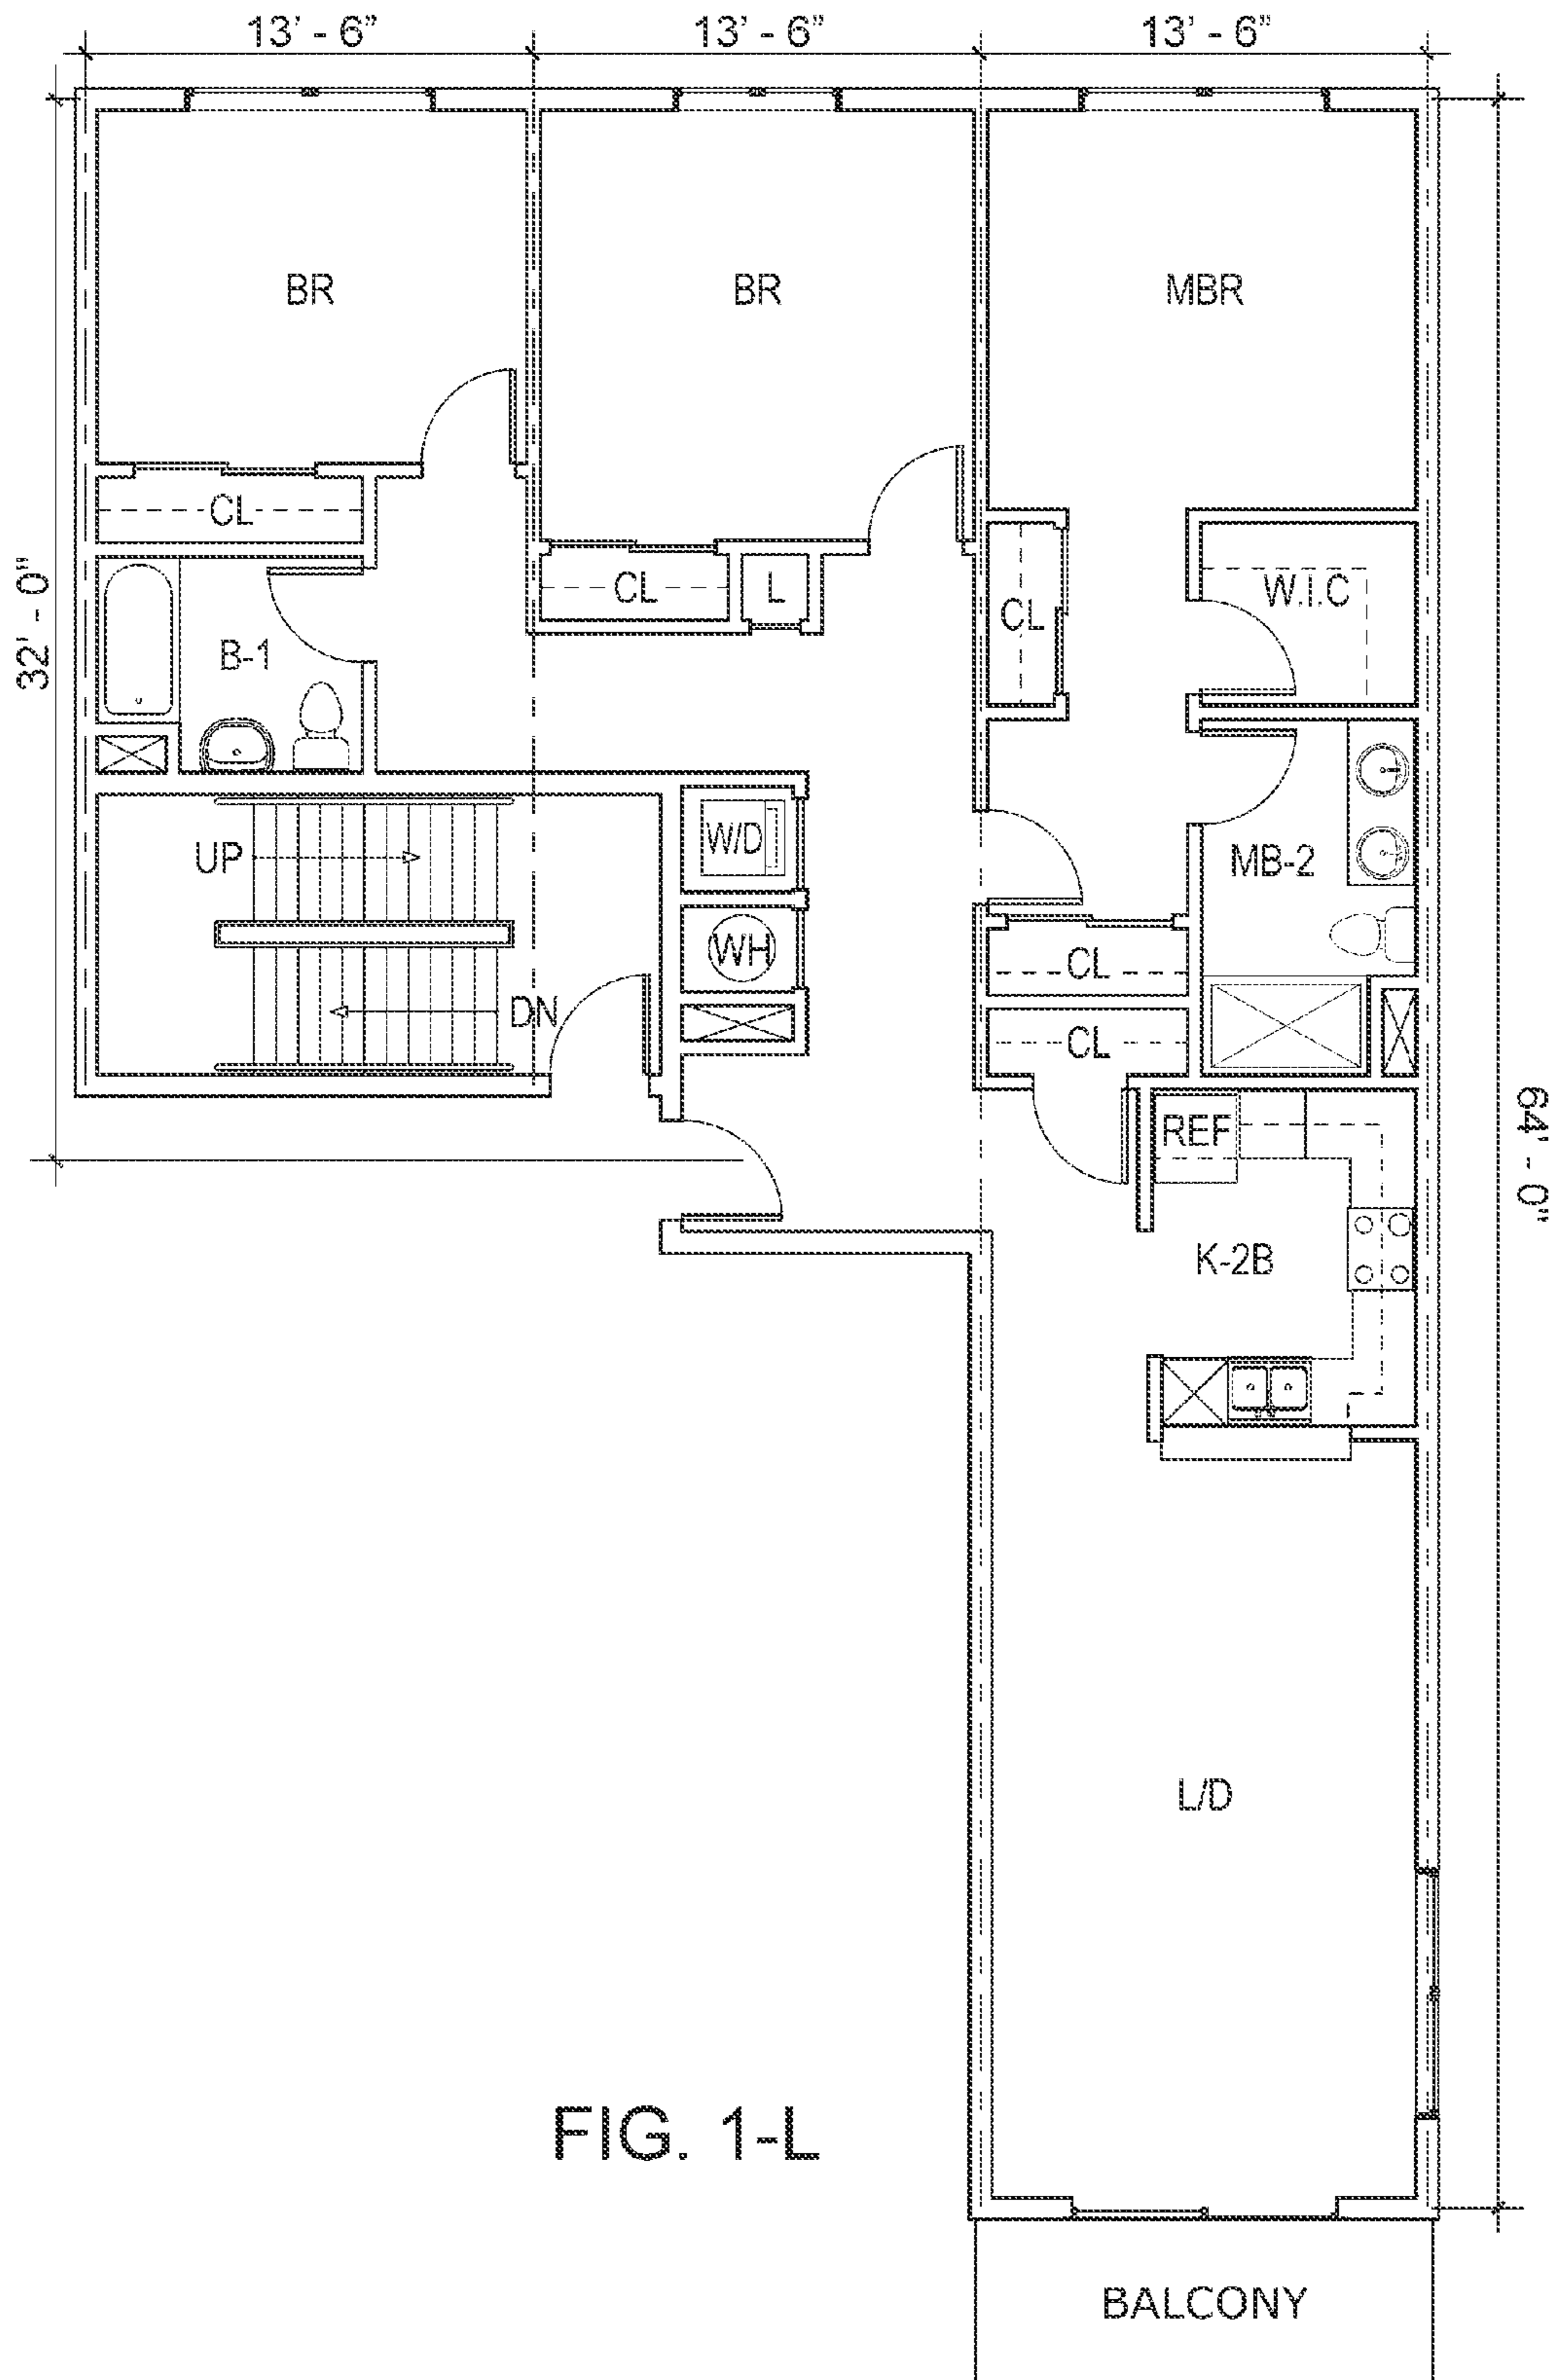 13' - 6" 13' - 6" 13' - 6"
BR BR MBR
CL
32' - 0"
CL L CL W.I.C
B-1
UP W/D MB-2
WH CL
DN
CL
REF
64' - 0"
K-2B
L/D
FIG. 1-L
BALCONY